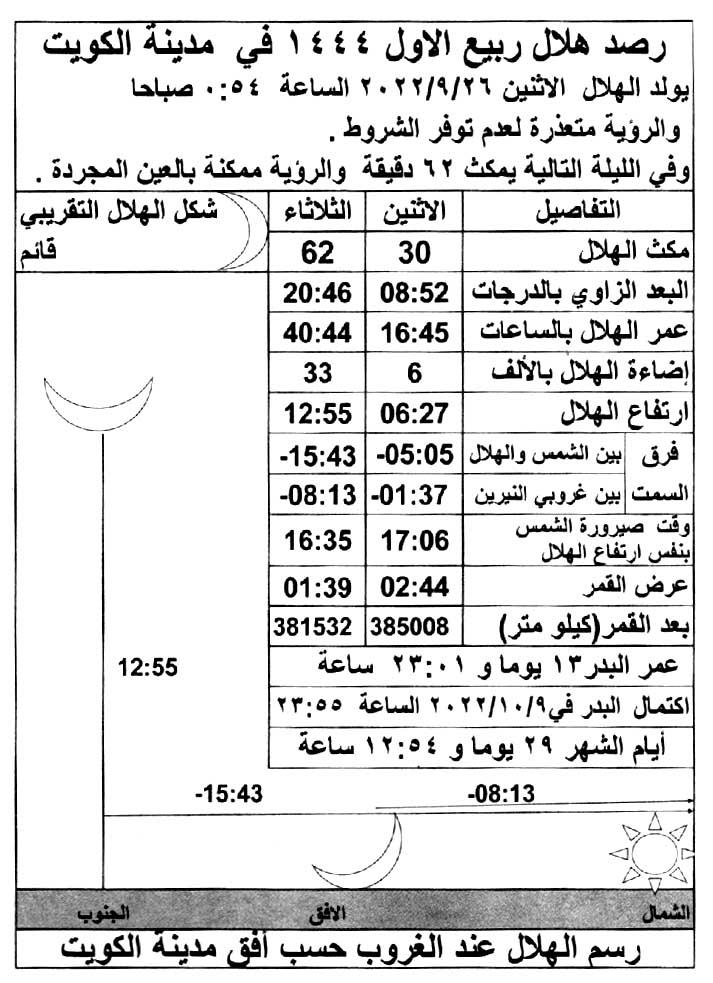 رصد هلال ربيع الاول ١٤٤٤ في مدينة الكويت
يولد الهلال الاثنين ٢٠٢٢/٩/٢٦ الساعة ٠:٥٤ صباحا
والرؤية متعذرة لعدم توفر الشروط .
وفي الليلة التالية يمكث ٦٢ دقيقة والرؤية ممكنة بالعين المجردة .
التفاصيل الاثنين الثلاثاء شكل الهلال التقريبي
مكث الهلال 30 62 قائم
البعد الزاوي بالدرجات 08:52 20:46
عمر الهلال بالساعات 16:45 40:44
إضاءة الهلال بالألف 6 33
ارتفاع الهلال 06:27 12:55
فرق بين الشمس والهلال -05:05 -15:43
السمت بين غروبي النيرين -01:37 -08:13
وقت صيرورة الشمس
بنفس ارتفاع الهلال 17:06 16:35
عرض القمر 02:44 01:39
بعد القمر(كيلو متر) 385008 381532
عمر البدر١٣ يوما و ٢٣:٠١ ساعة
12:55
اكتمال البدر في٢٠٢٢/١٠/٩ الساعة ٢٣:٥٥
أيام الشهر ٢٩ يوما و ١٢:٥٤ ساعة
-08:13 -15:43
الشمال الافق الجنوب
رسم الهلال عند الغروب حسب أفق مدينة الكويت